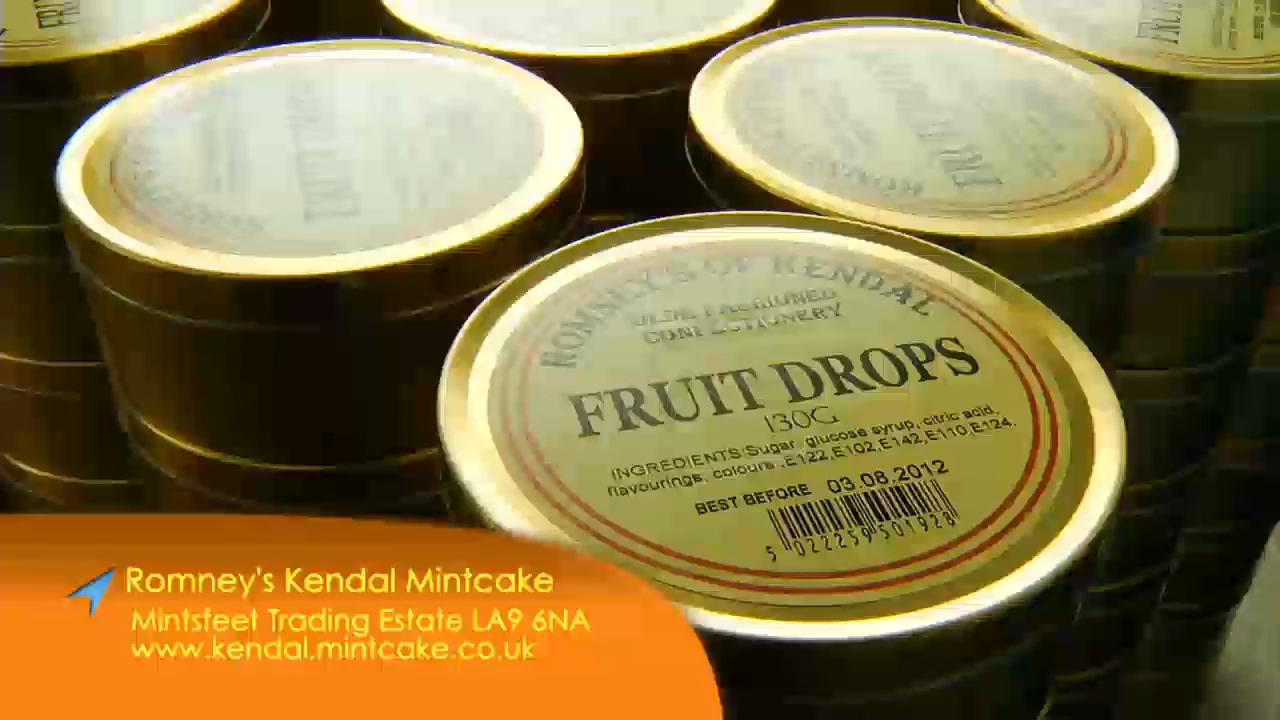 ROMNEY'S OF KENDAL
OLDE FASHIONED
CONFECTIONERY
FRUIT DROPS
130G
INGREDIENTS:Sugar, glucose syrup, citric acid,
flavourings, colours ,E122,E102,E142,E110,E124.
BEST BEFORE 03.08.2012
5 022259 501928
Romney's Kendal Mintcake
Mintsfeet Trading Estate LA9 6NA
www.kendal.mintcake.co.uk